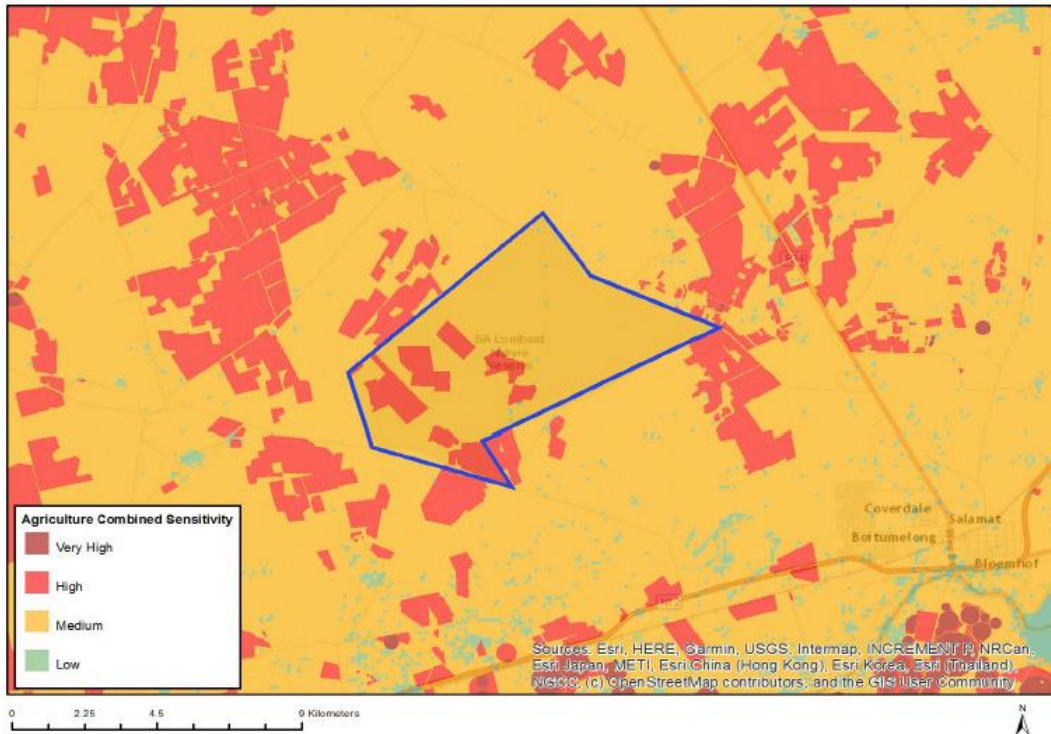 R34
SA Lombard
Nature
Reserve
Coverdale
Salamat
Boitumelong
Bloemhof
N12
Agriculture Combined Sensitivity
Very High
High
Medium
Low
Sources: Esri, HERE, Garmin, USGS, Intermap, INCREMENT P, NRCan,
Esri Japan, METI, Esri China (Hong Kong), Esri Korea, Esri (Thailand),
NGCC, (c) OpenStreetMap contributors, and the GIS User Community
0 2.25 4.5 9 Kilometers
N